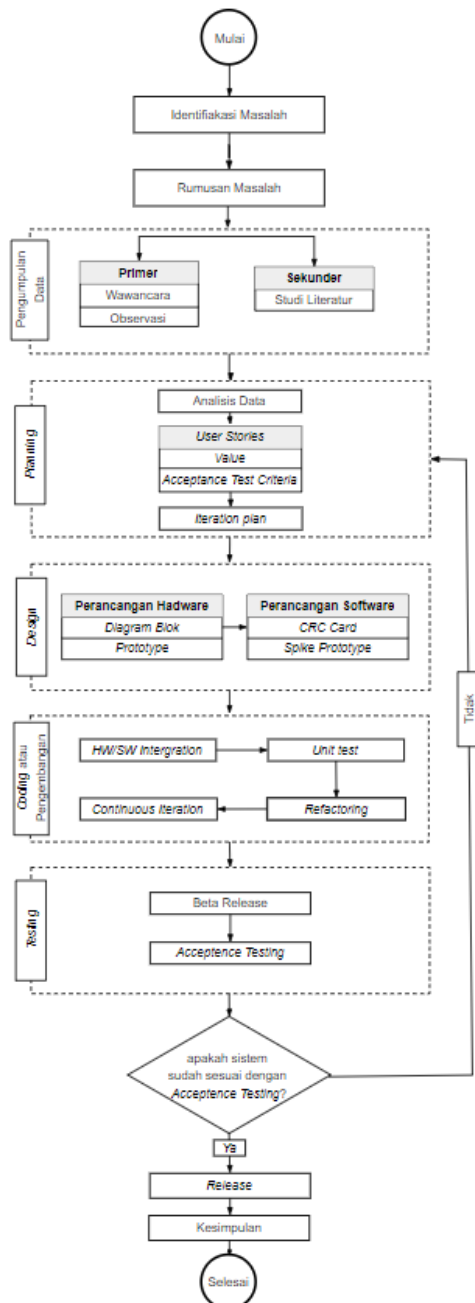 Mulai
Identifiakasi Masalah
Rumusan Masalah
Pengumpulan
Data
Primer
Wawancara
Observasi
Sekunder
Studi Literatur
Planning
Analisis Data
User Stories
Value
Acceptance Test Criteria
Iteration plan
Design
Perancangan Hadware
Diagram Blok
Prototype
Perancangan Software
CRC Card
Spike Prototype
Tidak
Coding atau
Pengembangan
HW/SW Intergration
Unit test
Continuous Iteration
Refactoring
Testing
Beta Release
Acceptence Testing
apakah sistem
sudah sesuai dengan
Acceptence Testing?
Ya
Release
Kesimpulan
Selesai